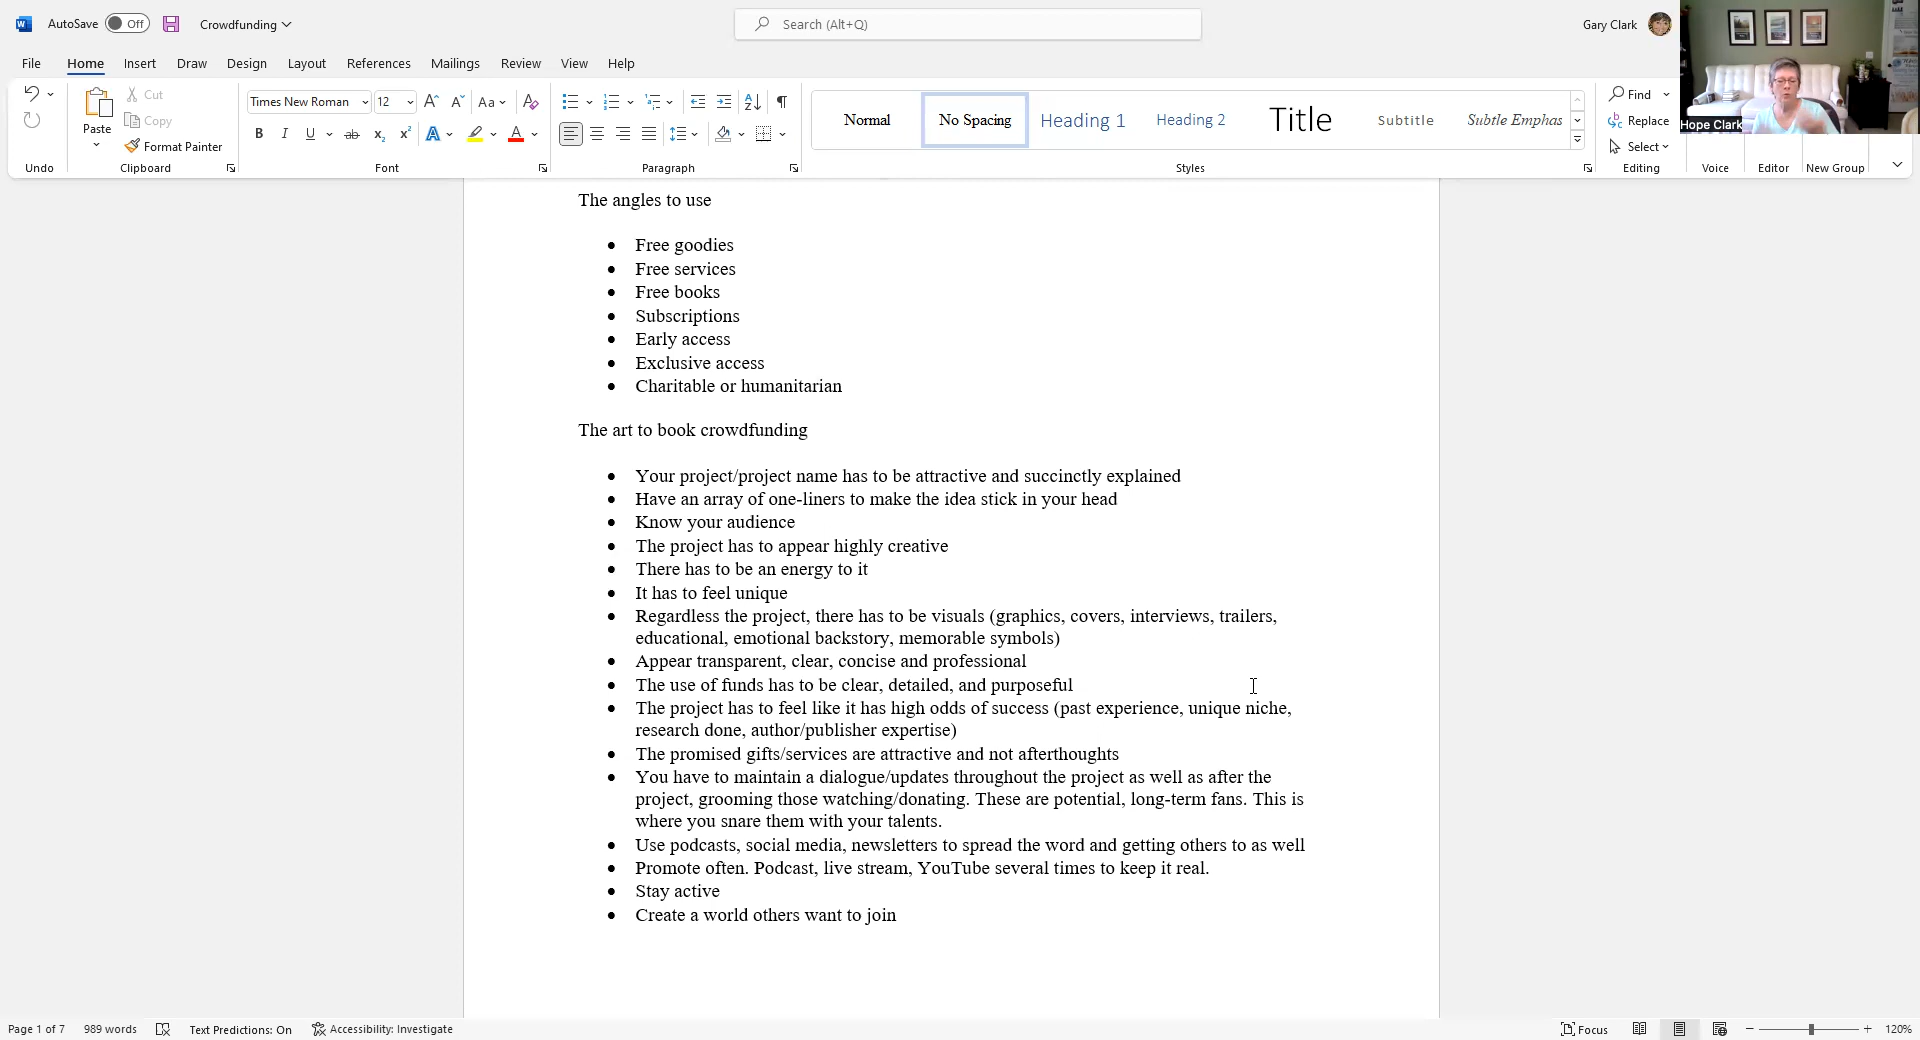 AutoSave Off Crowdfunding Search (Alt+Q) Gary Clark
File Home Insert Draw Design Layout References Mailings Review View Help
Times New Roman 12 Aa
Cut
Copy
Paste
Format Painter
Normal No Spacing Heading 1 Heading 2 Title Subtitle Subtle Emphas
Find
Replace
Select
Hope Clark
Undo Clipboard Font Paragraph Styles Editing Voice Editor New Group
The angles to use
• Free goodies
• Free services
• Free books
• Subscriptions
• Early access
• Exclusive access
• Charitable or humanitarian
The art to book crowdfunding
• Your project/project name has to be attractive and succinctly explained
• Have an array of one-liners to make the idea stick in your head
• Know your audience
• The project has to appear highly creative
• There has to be an energy to it
• It has to feel unique
• Regardless the project, there has to be visuals (graphics, covers, interviews, trailers,
educational, emotional backstory, memorable symbols)
• Appear transparent, clear, concise and professional
• The use of funds has to be clear, detailed, and purposeful
• The project has to feel like it has high odds of success (past experience, unique niche,
research done, author/publisher expertise)
• The promised gifts/services are attractive and not afterthoughts
• You have to maintain a dialogue/updates throughout the project as well as after the
project, grooming those watching/donating. These are potential, long-term fans. This is
where you snare them with your talents.
• Use podcasts, social media, newsletters to spread the word and getting others to as well
• Promote often. Podcast, live stream, YouTube several times to keep it real.
• Stay active
• Create a world others want to join
Page 1 of 7 989 words Text Predictions: On Accessibility: Investigate Focus 120%